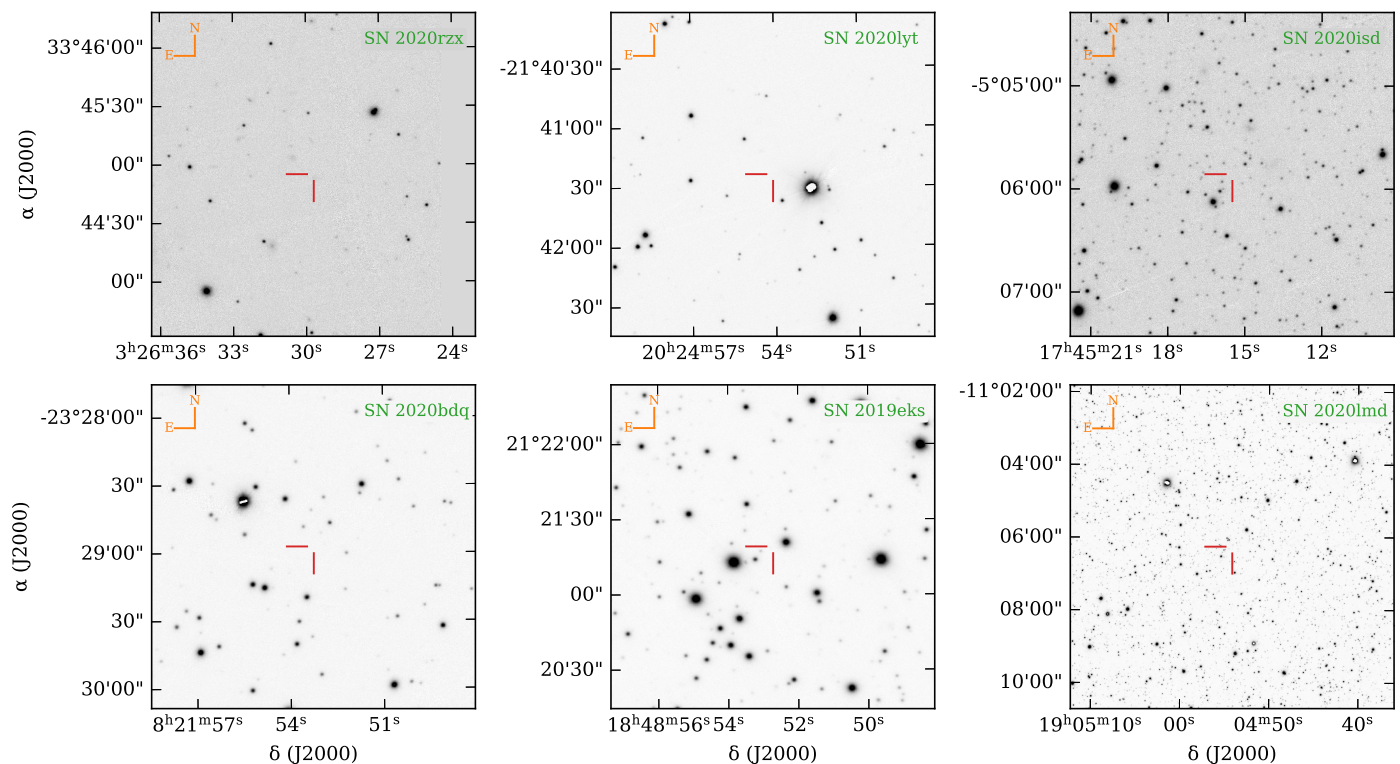 SN 2020rzx
N
E
33°46'00"
45'30"
00"
44'30"
00"
3ʰ26ᵐ36ˢ 33ˢ 30ˢ 27ˢ 24ˢ
α (J2000)
SN 2020lyt
N
E
-21°40'30"
41'00"
30"
42'00"
30"
20ʰ24ᵐ57ˢ 54ˢ 51ˢ
SN 2020isd
N
E
-5°05'00"
06'00"
07'00"
17ʰ45ᵐ21ˢ 18ˢ 15ˢ 12ˢ
SN 2020bdq
N
E
-23°28'00"
30"
29'00"
30"
30'00"
8ʰ21ᵐ57ˢ 54ˢ 51ˢ
α (J2000)
δ (J2000)
SN 2019eks
N
E
21°22'00"
21'30"
00"
20'30"
18ʰ48ᵐ56ˢ 54ˢ 52ˢ 50ˢ
δ (J2000)
SN 2020lmd
N
E
-11°02'00"
04'00"
06'00"
08'00"
10'00"
19ʰ05ᵐ10ˢ 00ˢ 04ᵐ50ˢ 40ˢ
δ (J2000)